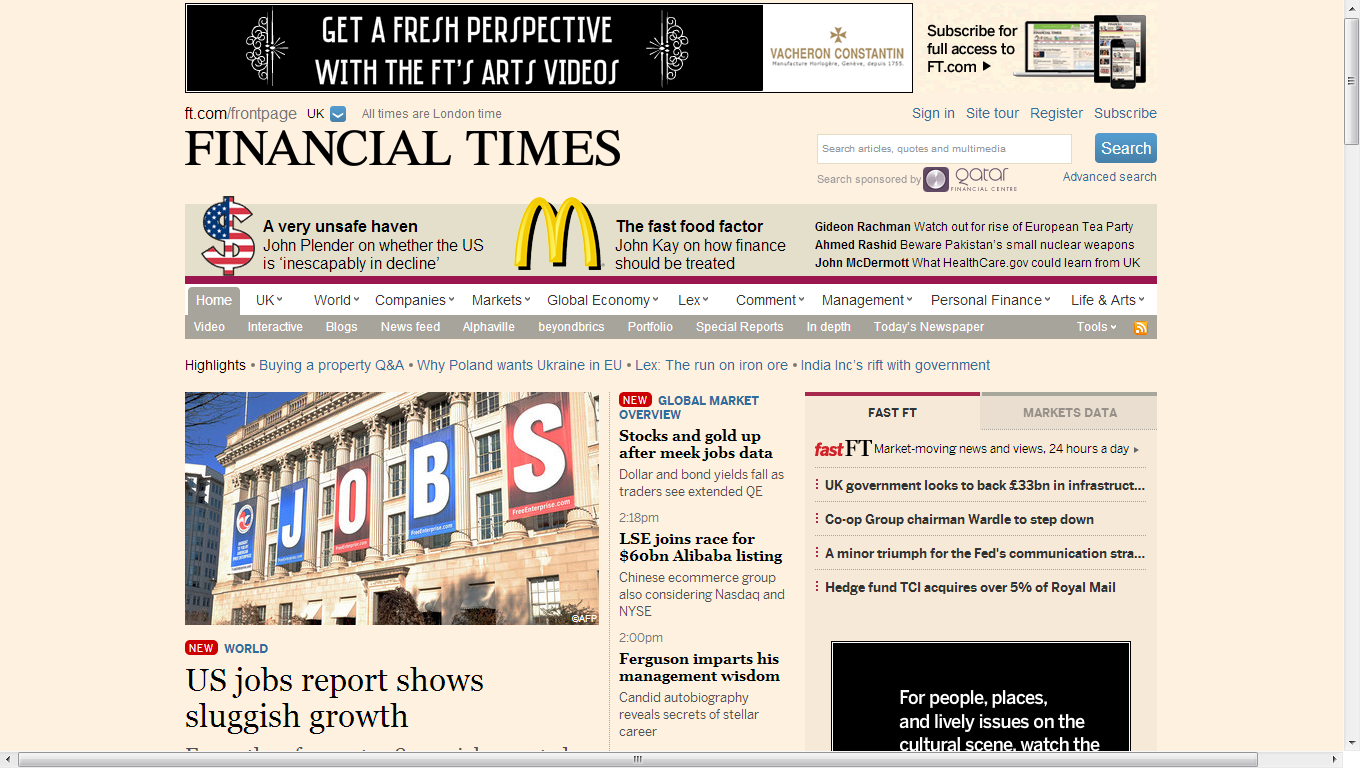 GET A FRESH PERSPECTIVE
WITH THE FT'S ARTS VIDEOS
VACHERON CONSTANTIN
Manufacture Horlogère, Genève, depuis 1755.
Subscribe for
full access to
FT.com
ft.com/frontpage UK All times are London time
Sign in Site tour Register Subscribe
FINANCIAL TIMES
Search articles, quotes and multimedia
Search
Search sponsored by Qatar
FINANCIAL CENTRE
Advanced search
A very unsafe haven
John Plender on whether the US
is ‘inescapably in decline’
The fast food factor
John Kay on how finance
should be treated
Gideon Rachman Watch out for rise of European Tea Party
Ahmed Rashid Beware Pakistan's small nuclear weapons
John McDermott What HealthCare.gov could learn from UK
Home UK World Companies Markets Global Economy Lex Comment Management Personal Finance Life & Arts
Video Interactive Blogs News feed Alphaville beyondbrics Portfolio Special Reports In depth Today's Newspaper Tools
Highlights • Buying a property Q&A • Why Poland wants Ukraine in EU • Lex: The run on iron ore • India Inc's rift with government
JOBS
FreeEnterprise.com
FreeEnterprise.com
FreeEnterprise.com
FreeEnterprise.com
©AFP
NEW WORLD
US jobs report shows
sluggish growth
NEW GLOBAL MARKET
OVERVIEW
Stocks and gold up
after meek jobs data
Dollar and bond yields fall as
traders see extended QE
2:18pm
LSE joins race for
$60bn Alibaba listing
Chinese ecommerce group
also considering Nasdaq and
NYSE
2:00pm
Ferguson imparts his
management wisdom
Candid autobiography
reveals secrets of stellar
career
FAST FT MARKETS DATA
fastFT Market-moving news and views, 24 hours a day
UK government looks to back £33bn in infrastruct...
Co-op Group chairman Wardle to step down
A minor triumph for the Fed's communication stra...
Hedge fund TCI acquires over 5% of Royal Mail
For people, places,
and lively issues on the
cultural scene, watch the